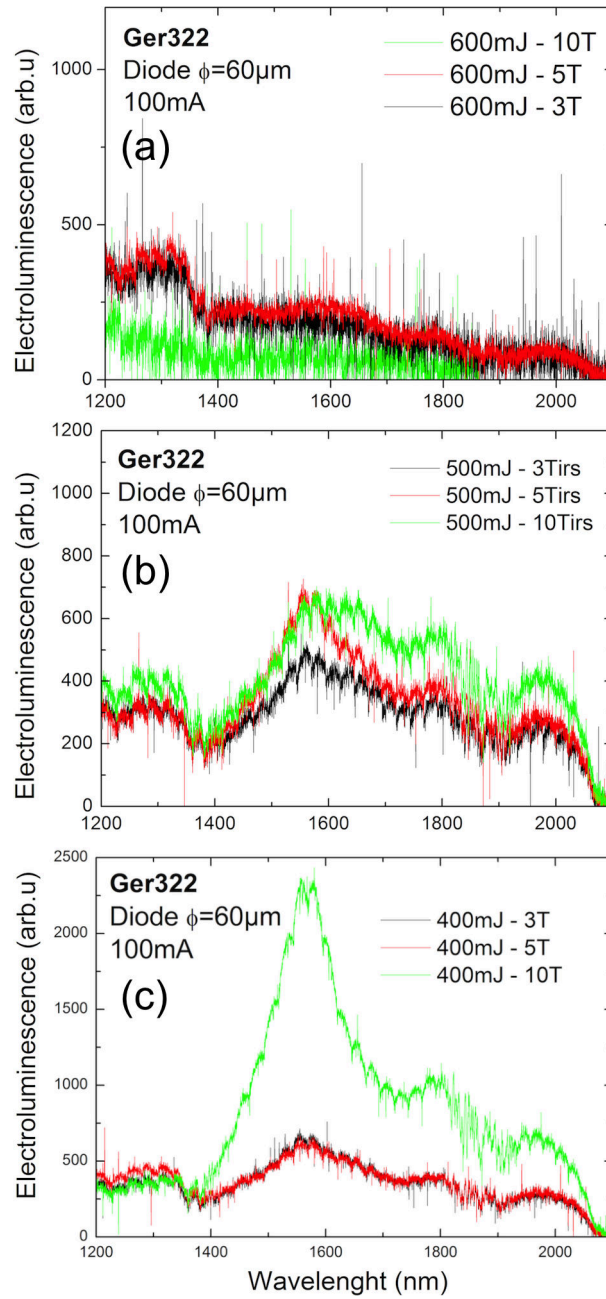 Ger322
Diode ϕ=60µm
100mA
(a)
600mJ - 10T
600mJ - 5T
600mJ - 3T
Electroluminescence (arb.u)
1000
500
0
1200 1400 1600 1800 2000
Ger322
Diode ϕ=60µm
100mA
(b)
500mJ - 3Tirs
500mJ - 5Tirs
500mJ - 10Tirs
Electroluminescence (arb.u)
1200
1000
800
600
400
200
0
1200 1400 1600 1800 2000
Ger322
Diode ϕ=60µm
100mA
(c)
400mJ - 3T
400mJ - 5T
400mJ - 10T
Electroluminescence (arb.u)
2500
2000
1500
1000
500
0
1200 1400 1600 1800 2000
Wavelenght (nm)